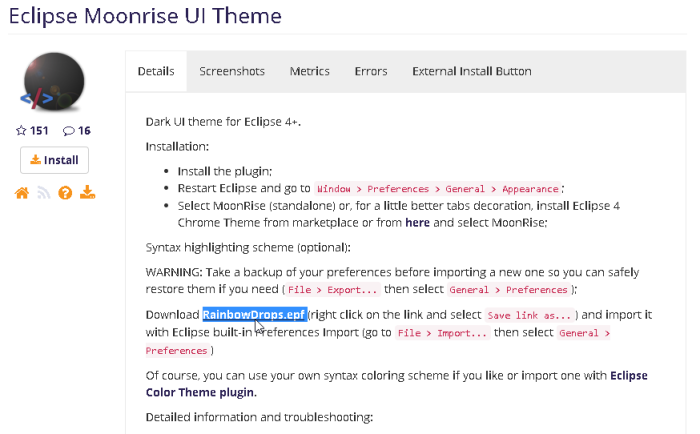 Eclipse Moonrise UI Theme
Details Screenshots Metrics Errors External Install Button
</>
151 16
Install
Dark UI theme for Eclipse 4+.
Installation:
Install the plugin;
Restart Eclipse and go to Window > Preferences > General > Appearance;
Select MoonRise (standalone) or, for a little better tabs decoration, install Eclipse 4
Chrome Theme from marketplace or from here and select MoonRise;
Syntax highlighting scheme (optional):
WARNING: Take a backup of your preferences before importing a new one so you can safely
restore them if you need ( File > Export... then select General > Preferences );
Download RainbowDrops.epf (right click on the link and select Save link as... ) and import it
with Eclipse built-in Preferences Import (go to File > Import... then select General >
Preferences )
Of course, you can use your own syntax coloring scheme if you like or import one with Eclipse
Color Theme plugin.
Detailed information and troubleshooting: